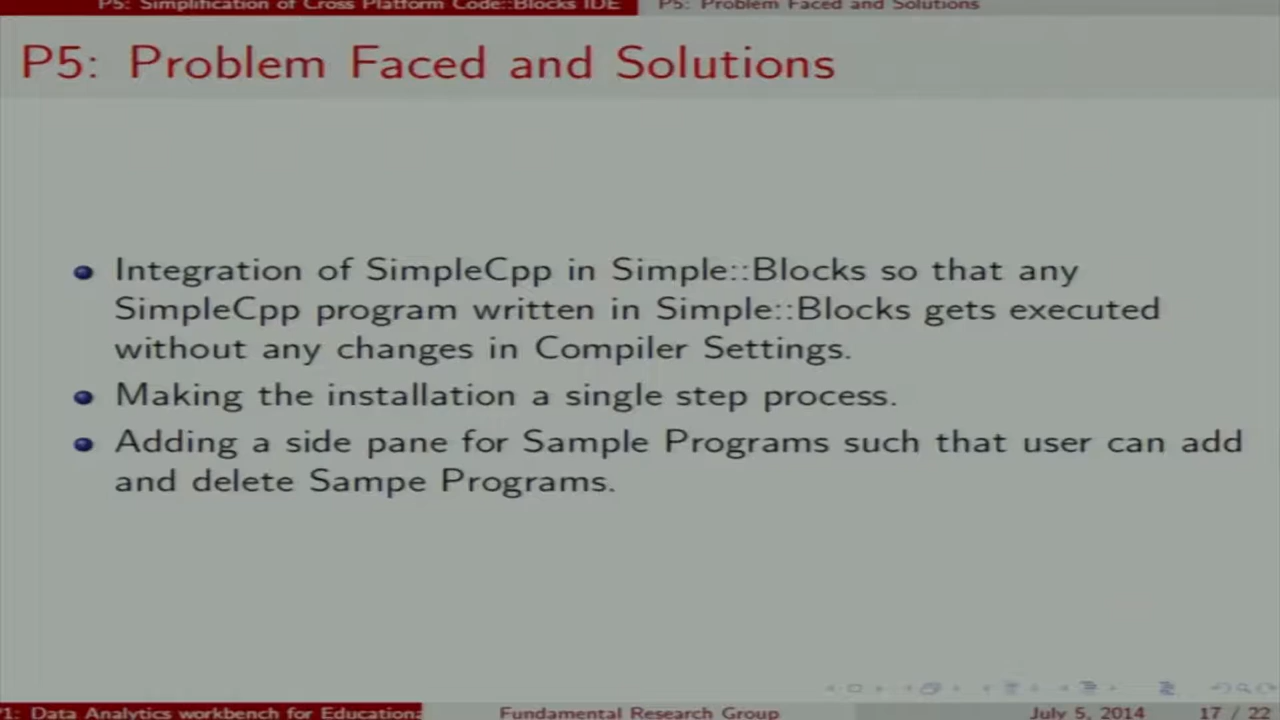 P5: Simplification of Cross Platform Code::Blocks IDE P5: Problem Faced and Solutions
P5: Problem Faced and Solutions
Integration of SimpleCpp in Simple::Blocks so that any
SimpleCpp program written in Simple::Blocks gets executed
without any changes in Compiler Settings.
Making the installation a single step process.
Adding a side pane for Sample Programs such that user can add
and delete Sampe Programs.
P1: Data Analytics workbench for Educationa Fundamental Research Group July 5, 2014 17 / 22